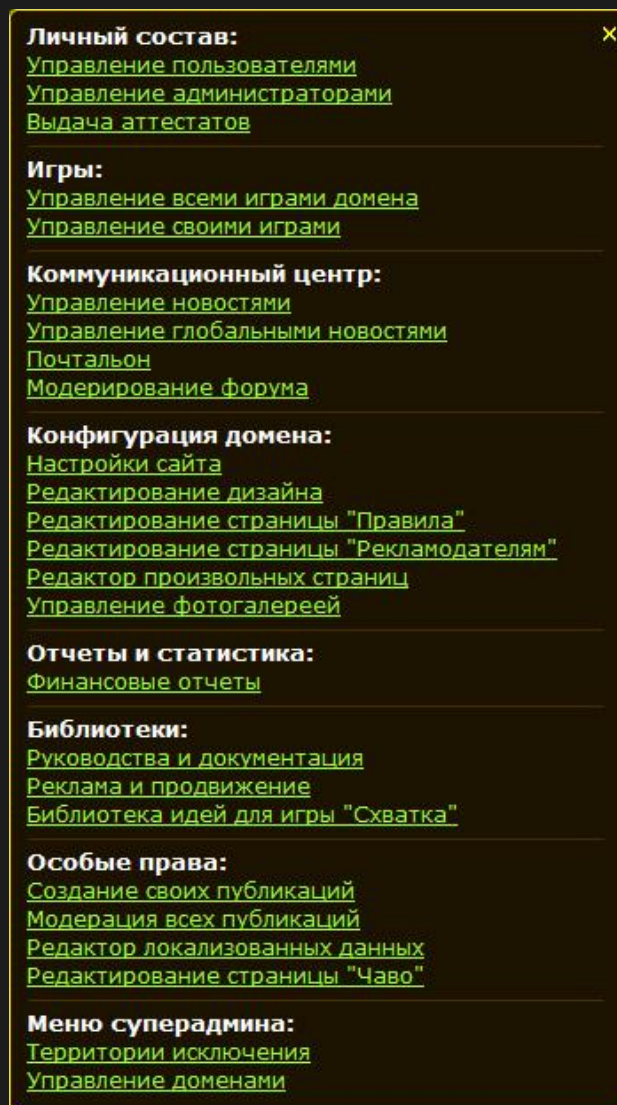 Личный состав:
Управление пользователями
Управление администраторами
Выдача аттестатов
Игры:
Управление всеми играми домена
Управление своими играми
Коммуникационный центр:
Управление новостями
Управление глобальными новостями
Почтальон
Модерирование форума
Конфигурация домена:
Настройки сайта
Редактирование дизайна
Редактирование страницы "Правила"
Редактирование страницы "Рекламодателям"
Редактор произвольных страниц
Управление фотогалереей
Отчеты и статистика:
Финансовые отчеты
Библиотеки:
Руководства и документация
Реклама и продвижение
Библиотека идей для игры "Схватка"
Особые права:
Создание своих публикаций
Модерация всех публикаций
Редактор локализованных данных
Редактирование страницы "Чаво"
Меню суперадмина:
Территории исключения
Управление доменами